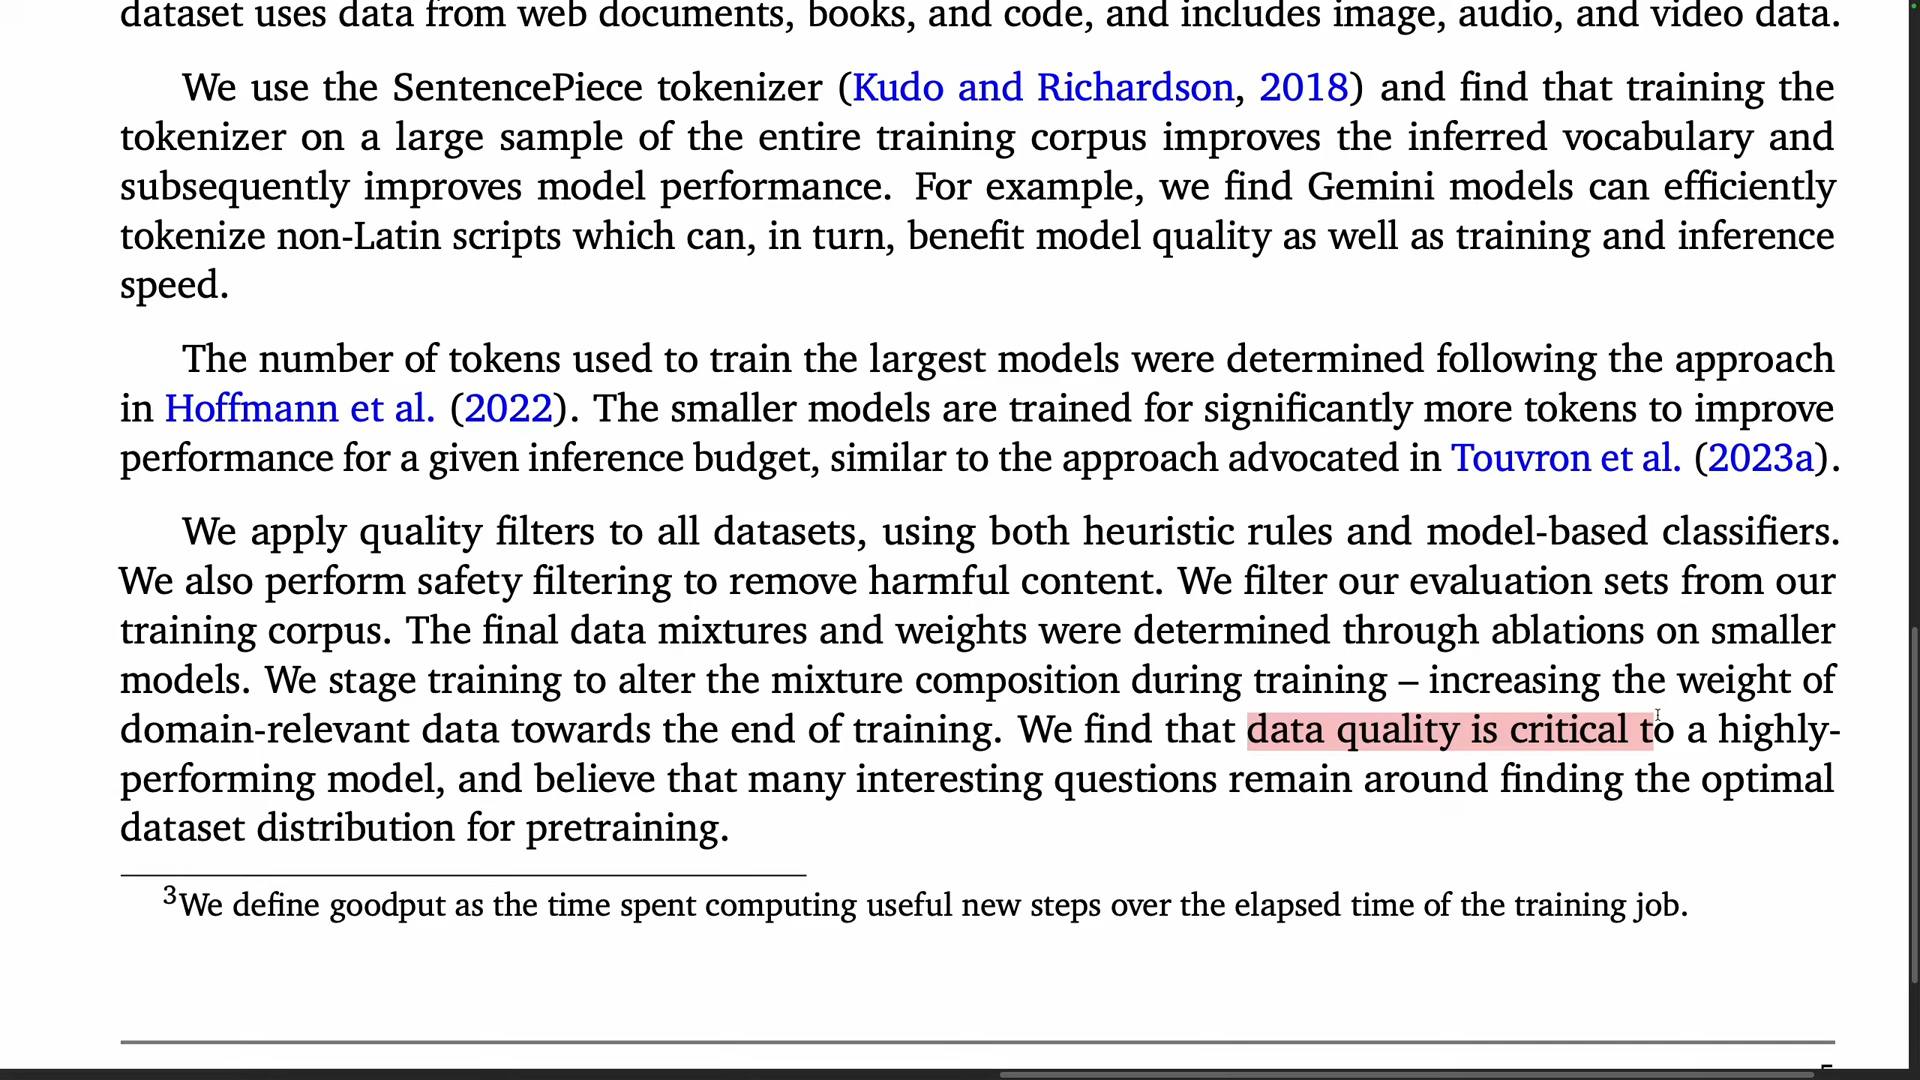 dataset uses data from web documents, books, and code, and includes image, audio, and video data.
We use the SentencePiece tokenizer (Kudo and Richardson, 2018) and find that training the
tokenizer on a large sample of the entire training corpus improves the inferred vocabulary and
subsequently improves model performance. For example, we find Gemini models can efficiently
tokenize non-Latin scripts which can, in turn, benefit model quality as well as training and inference
speed.
The number of tokens used to train the largest models were determined following the approach
in Hoffmann et al. (2022). The smaller models are trained for significantly more tokens to improve
performance for a given inference budget, similar to the approach advocated in Touvron et al. (2023a).
We apply quality filters to all datasets, using both heuristic rules and model-based classifiers.
We also perform safety filtering to remove harmful content. We filter our evaluation sets from our
training corpus. The final data mixtures and weights were determined through ablations on smaller
models. We stage training to alter the mixture composition during training – increasing the weight of
domain-relevant data towards the end of training. We find that data quality is critical to a highly-
performing model, and believe that many interesting questions remain around finding the optimal
dataset distribution for pretraining.
3We define goodput as the time spent computing useful new steps over the elapsed time of the training job.